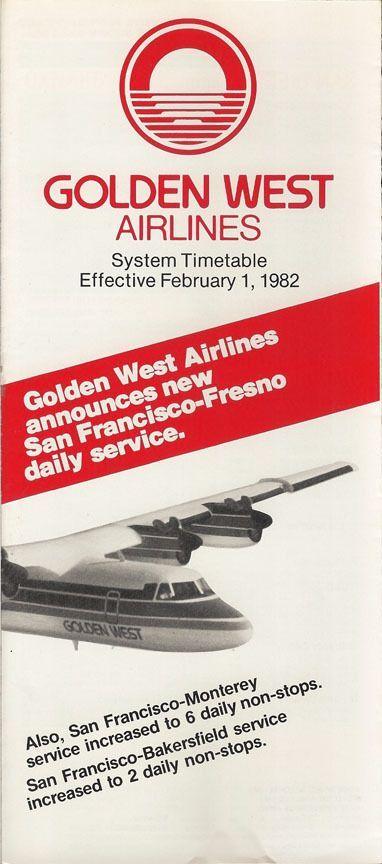 GOLDEN WEST
AIRLINES
System Timetable
Effective February 1, 1982
Golden West Airlines
announces new
San Francisco-Fresno
daily service.
GOLDEN WEST
Also, San Francisco-Monterey
service increased to 6 daily non-stops.
San Francisco-Bakersfield service
increased to 2 daily non-stops.